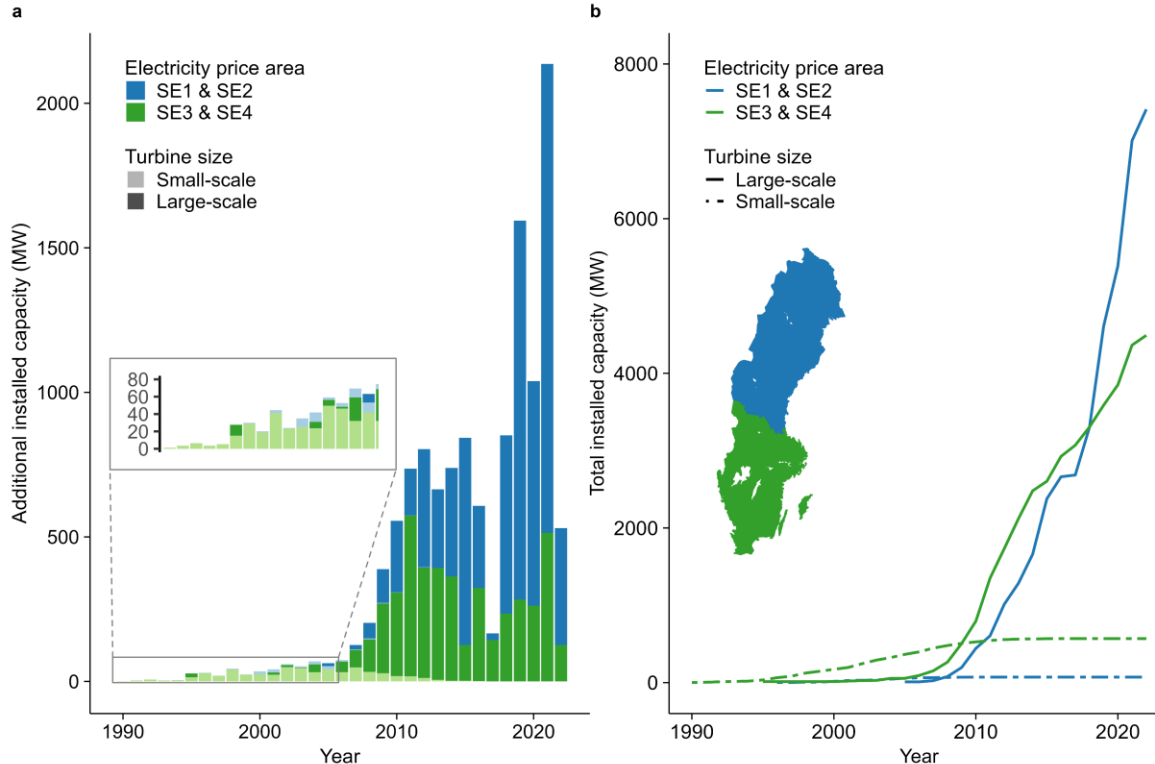 a
Electricity price area
SE1 & SE2
SE3 & SE4
Turbine size
Small-scale
Large-scale
Additional installed capacity (MW)
2000
1500
1000
500
0
80
60
40
20
0
1990
2000
2010
2020
Year
b
Electricity price area
SE1 & SE2
SE3 & SE4
Turbine size
Large-scale
Small-scale
Total installed capacity (MW)
8000
6000
4000
2000
0
1990
2000
2010
2020
Year